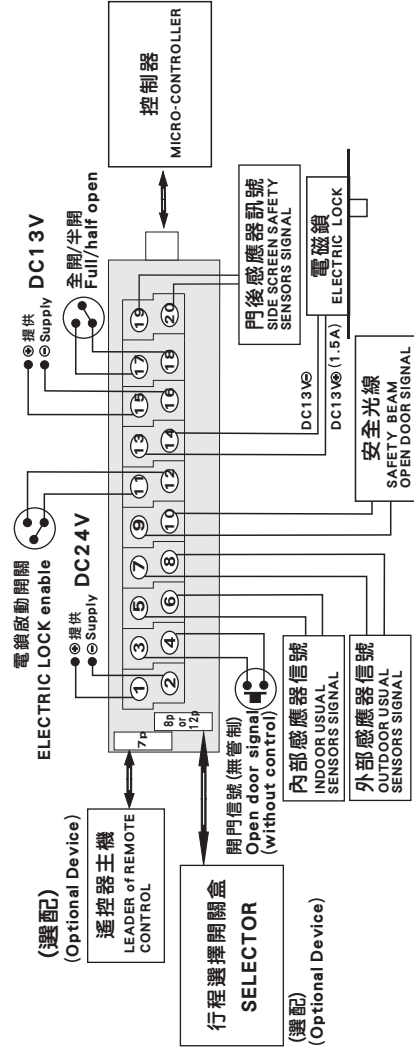 (選配)
(Optional Device)
遙控器主機
LEADER of REMOTE
CONTROL
行程選擇開關盒
SELECTOR
(選配)
(Optional Device)
電鎖啟動開關
ELECTRIC LOCK enable
⊕ 提供
⊖ Supply
DC24V
⊕ 提供
⊖ Supply
DC13V
全開/半開
Full/half open
控制器
MICRO-CONTROLLER
7p
8p
or
12p
1
3
5
7
9
11
13
15
17
19
2
4
6
8
10
12
14
16
18
20
開門信號(無管制)
Open door signal
(without control)
內部感應器信號
INDOOR USUAL
SENSORS SIGNAL
外部感應器信號
OUTDOOR USUAL
SENSORS SIGNAL
安全光線
SAFETY BEAM
OPEN DOOR SIGNAL
DC13V⊖
DC13V⊕ (1.5A)
門後感應器訊號
SIDE SCREEN SAFETY
SENSORS SIGNAL
電磁鎖
ELECTRIC LOCK